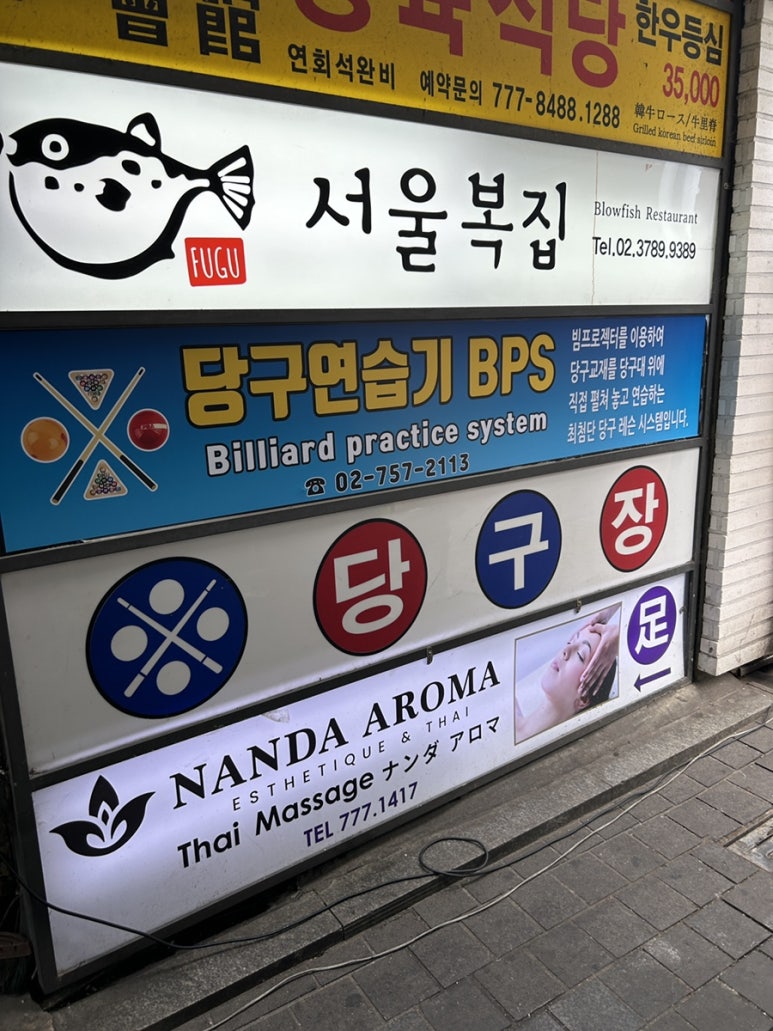 會館
식당
연회석완비 예약문의 777-8488.1288
한우등심
35,000
韓牛ロース/牛里脊
Grilled korean beef sirloin
FUGU
서울복집
Blowfish Restaurant
Tel.02.3789.9389
당구연습기 BPS
Billiard practice system
☎ 02-757-2113
빔프로젝터를 이용하여
당구교재를 당구대 위에
직접 펼쳐 놓고 연습하는
최첨단 당구 레슨 시스템입니다.
당구장
足
←
NANDA AROMA
ESTHETIQUE & THAI
Thai Massage ナンダ アロマ
TEL 777.1417